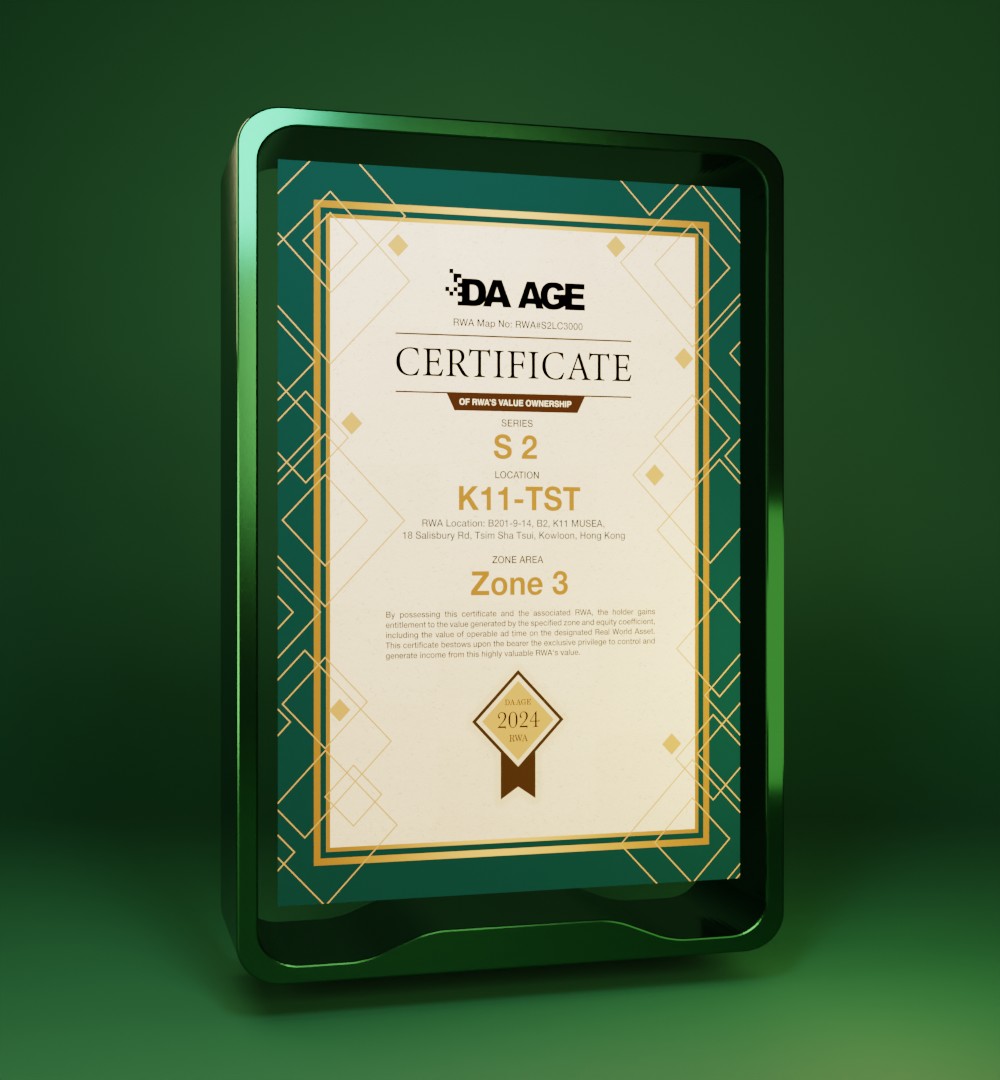 DA AGE
RWA Map No: RWA#S2LC3000
CERTIFICATE
OF RWA'S VALUE OWNERSHIP
SERIES
S 2
LOCATION
K11-TST
RWA Location: B201-9-14, B2, K11 MUSEA,
18 Salisbury Rd, Tsim Sha Tsui, Kowloon, Hong Kong
ZONE AREA
Zone 3
By possessing this certificate and the associated RWA, the holder gains
entitlement to the value generated by the specified zone and equity coefficient,
including the value of operable ad time on the designated Real World Asset.
This certificate bestows upon the bearer the exclusive privilege to control and
generate income from this highly valuable RWA's value.
DA AGE
2024
RWA